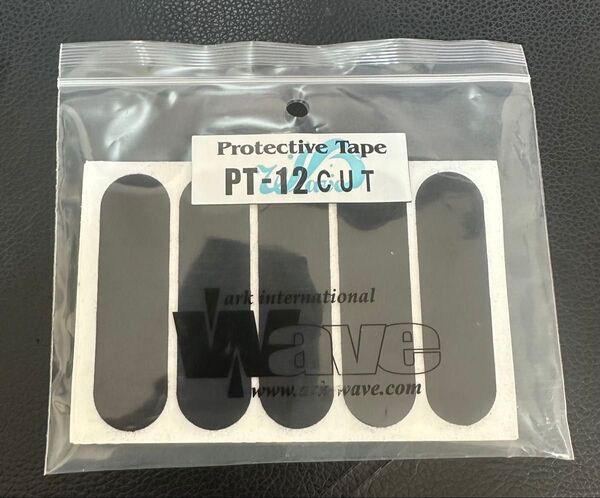 Protective Tape
PT-12 CUT
ark international
Wave
www.ark-wave.com